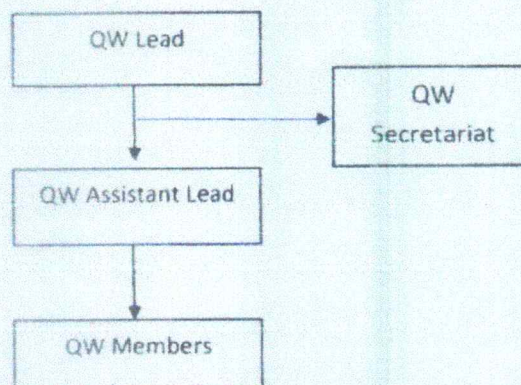 QW Lead
QW
Secretariat
QW Assistant Lead
QW Members